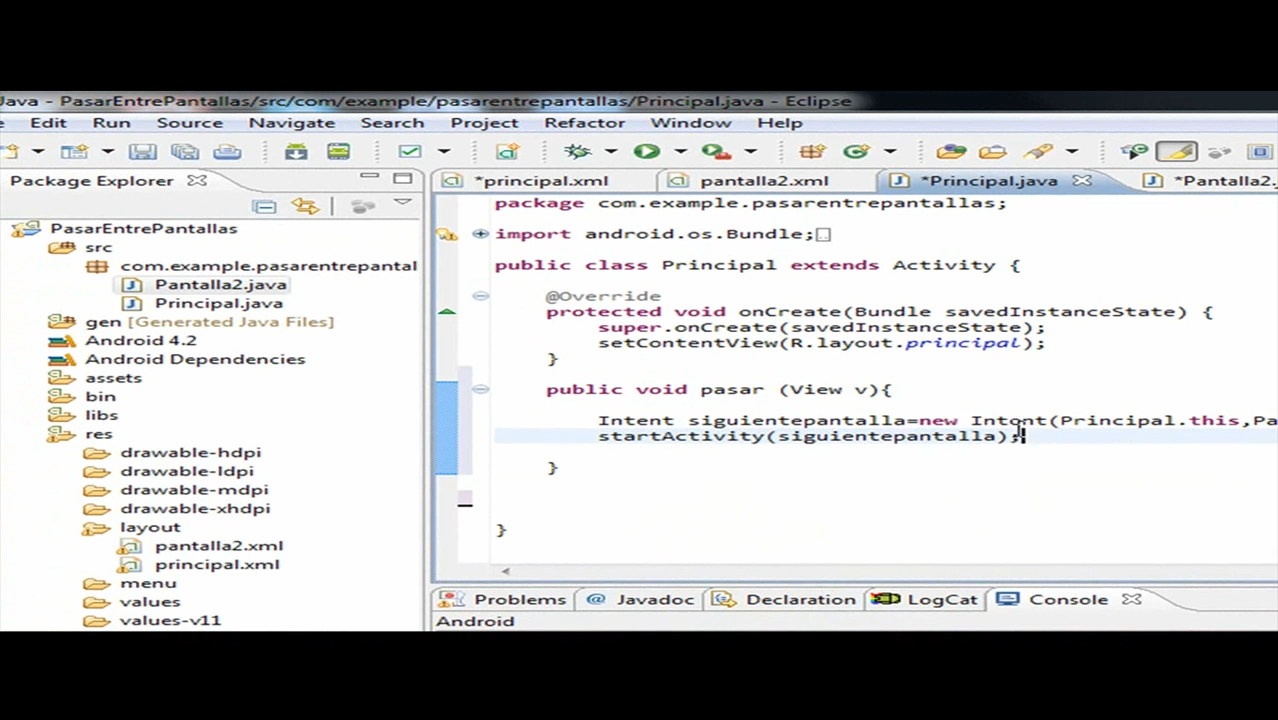 Java - PasarEntrePantallas/src/com/example/pasarentrepantallas/Principal.java - Eclipse
Edit Run Source Navigate Search Project Refactor Window Help
Package Explorer
*principal.xml pantalla2.xml *Principal.java *Pantalla2.
PasarEntrePantallas
src
com.example.pasarentrepantal
Pantalla2.java
Principal.java
gen [Generated Java Files]
Android 4.2
Android Dependencies
assets
bin
libs
res
drawable-hdpi
drawable-ldpi
drawable-mdpi
drawable-xhdpi
layout
pantalla2.xml
principal.xml
menu
values
values-v11
package com.example.pasarentrepantallas;
import android.os.Bundle;
public class Principal extends Activity {
@Override
protected void onCreate(Bundle savedInstanceState) {
super.onCreate(savedInstanceState);
setContentView(R.layout.principal);
}
public void pasar (View v){
Intent siguientepantalla=new Intent(Principal.this,Pa
startActivity(siguientepantalla);
}
}
Problems @ Javadoc Declaration LogCat Console
Android